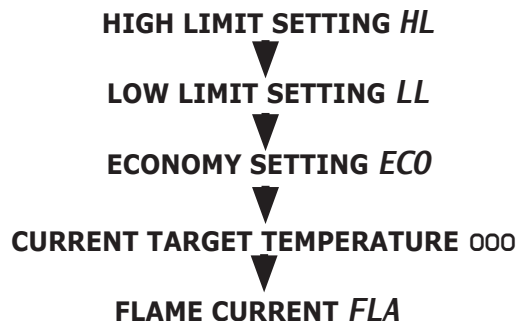 HIGH LIMIT SETTING HL
LOW LIMIT SETTING LL
ECONOMY SETTING ECO
CURRENT TARGET TEMPERATURE 000
FLAME CURRENT FLA